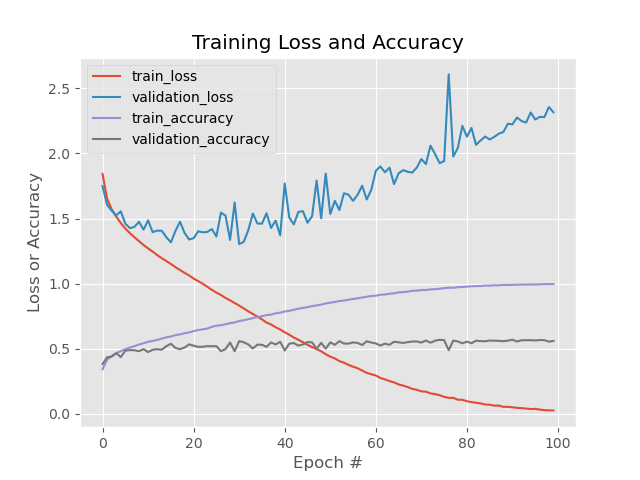 Training Loss and Accuracy
train_loss
validation_loss
train_accuracy
validation_accuracy
2.5
2.0
1.5
1.0
0.5
0.0
Loss or Accuracy
0 20 40 60 80 100
Epoch #